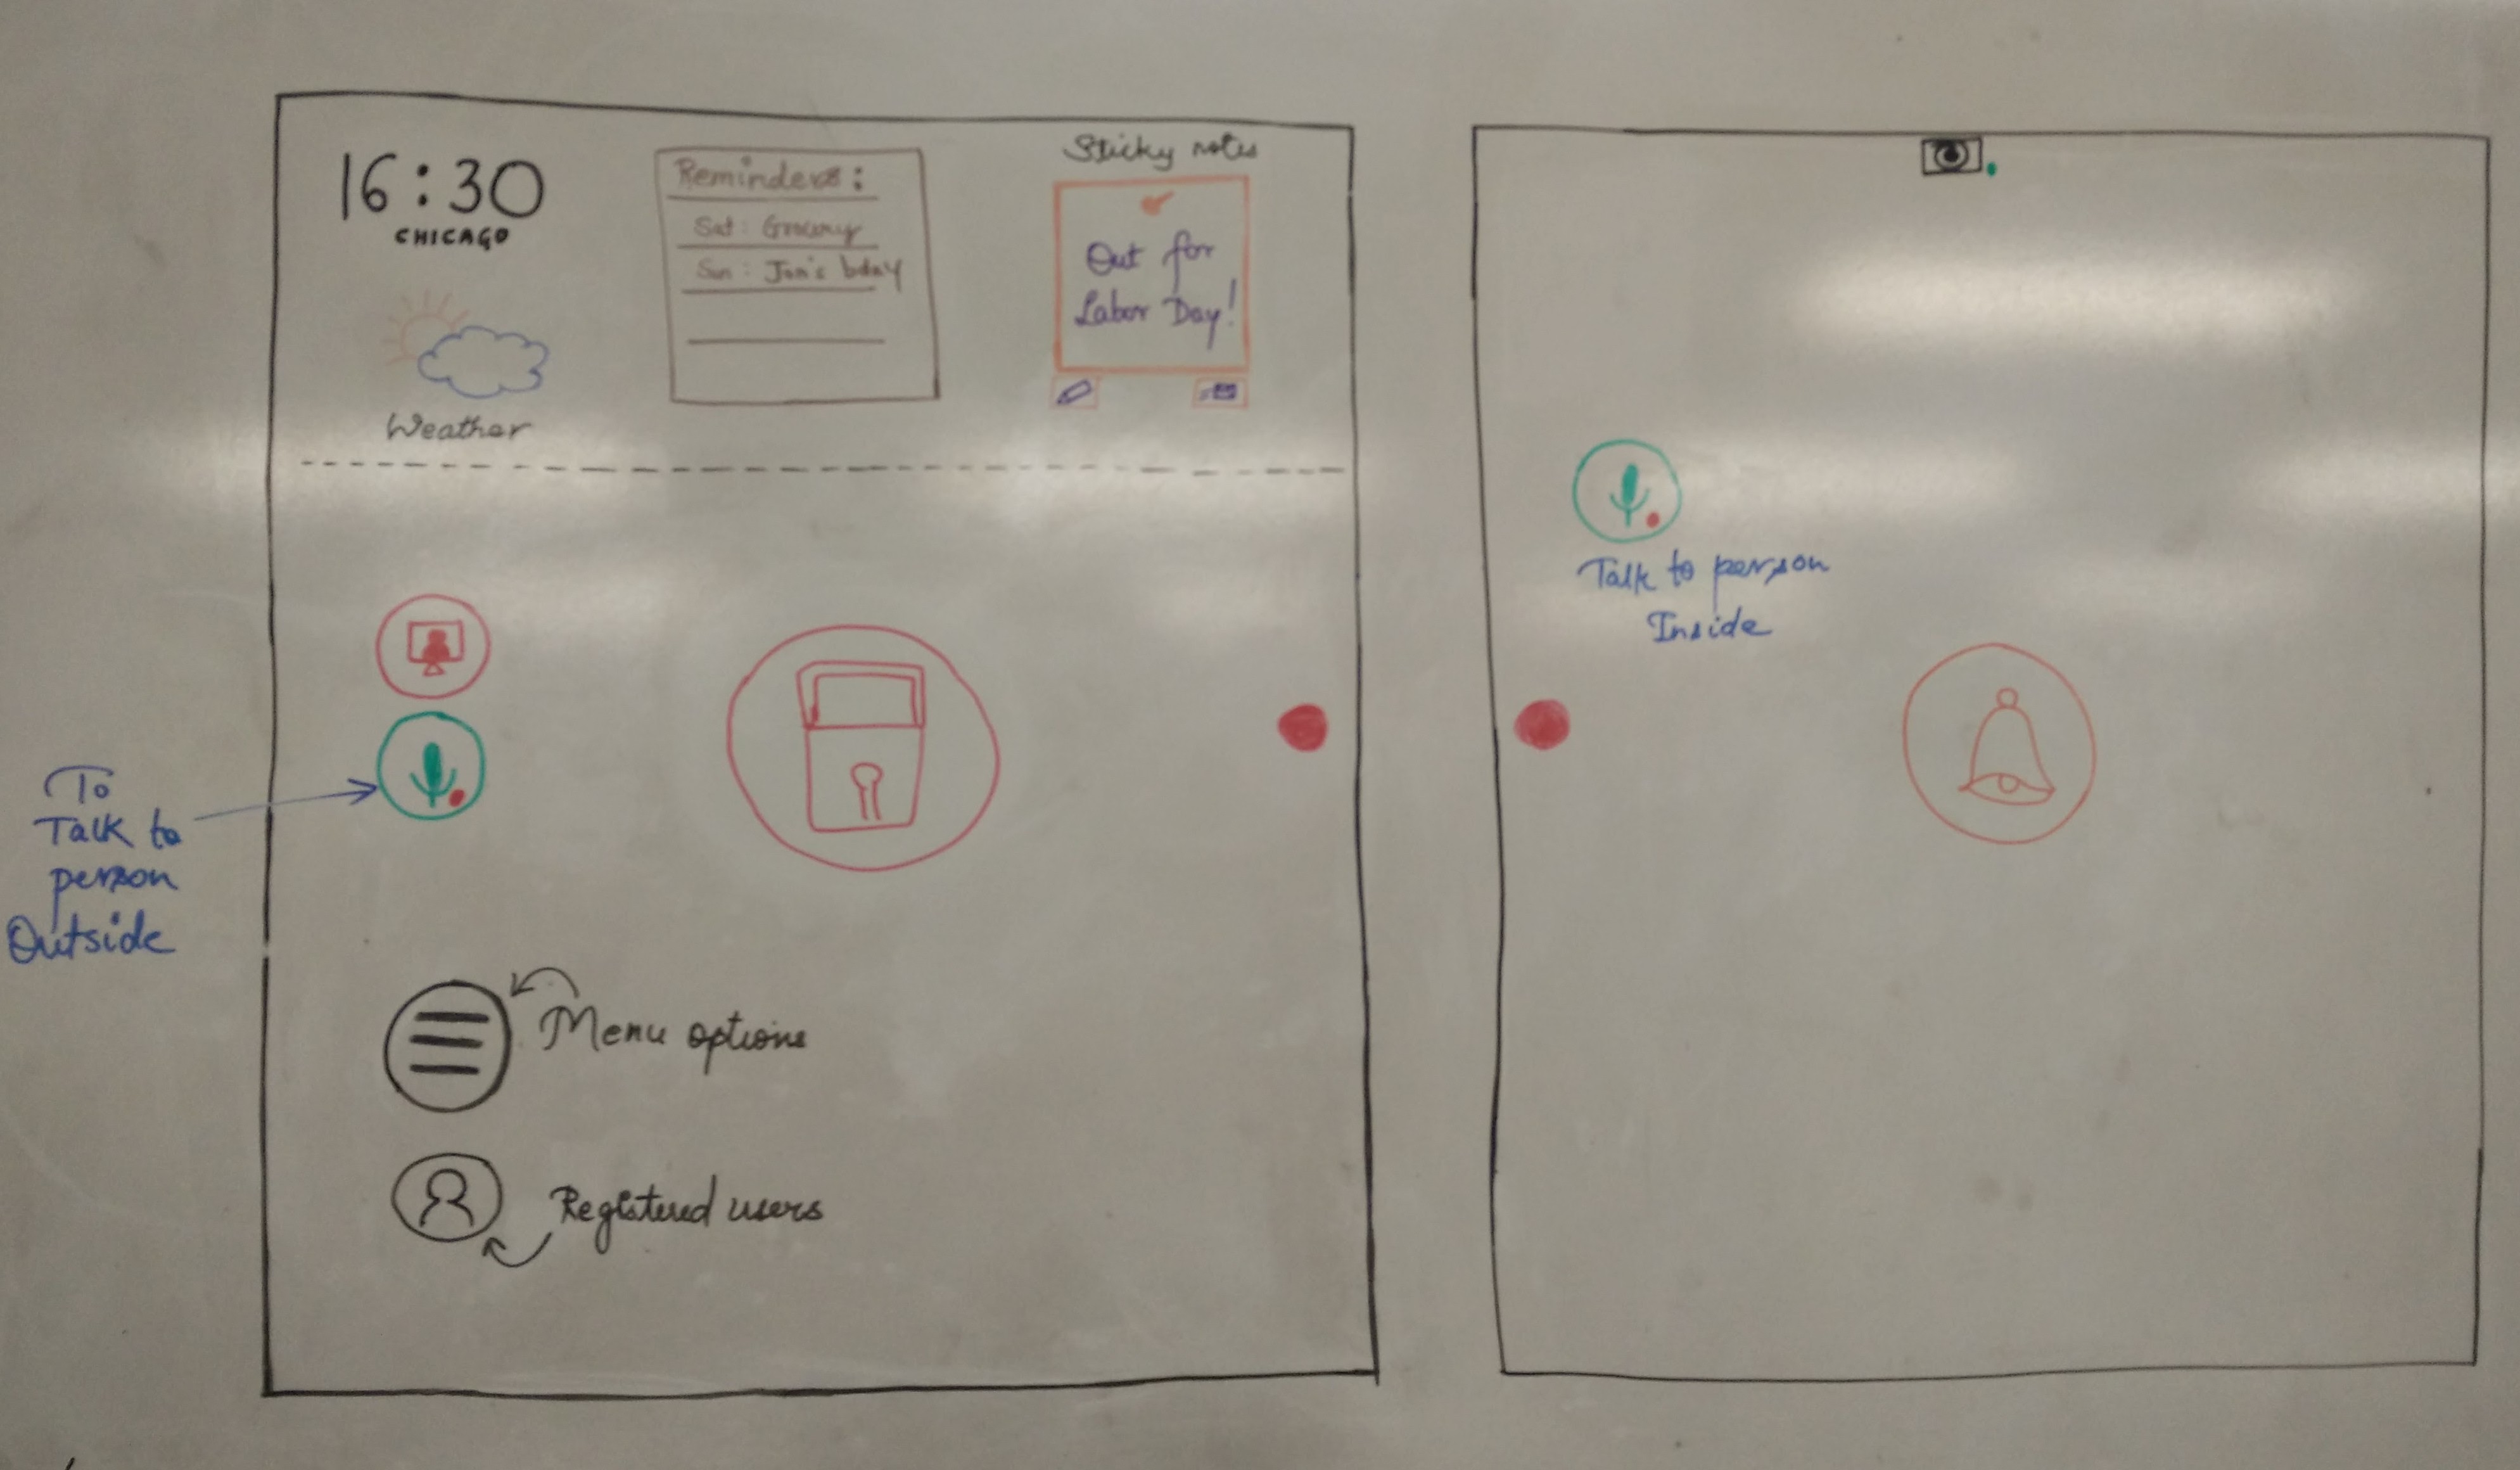 16:30
CHICAGO
Weather
Reminders:
Sat: Grocery
Sun: Jon's bday
Sticky notes
Out for
Labor Day!
To
Talk to
person
Outside
Menu options
Registered users
Talk to person
Inside